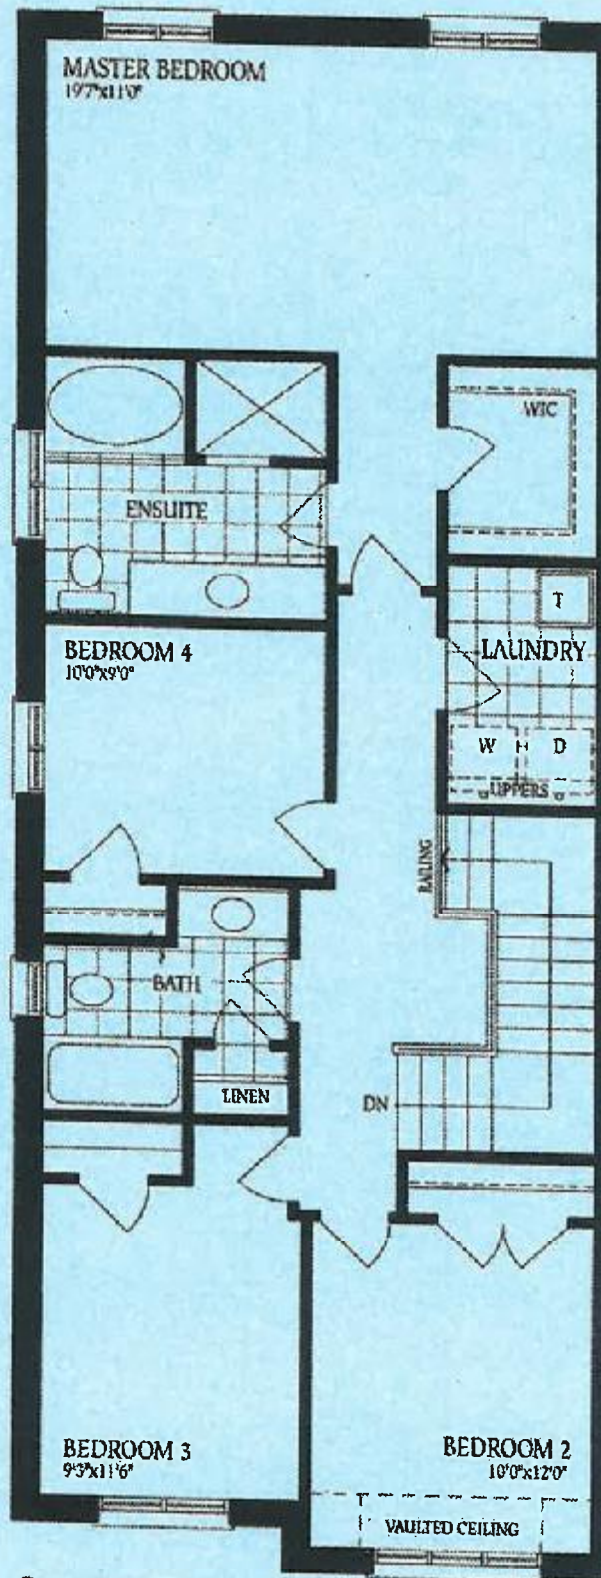 MASTER BEDROOM
19'7"x11'0"
WIC
ENSUITE
T
LAUNDRY
W H D
UPPERS
BEDROOM 4
10'0"x9'0"
RAILING
BATH
LINEN
DN
BEDROOM 3
9'3"x11'6"
BEDROOM 2
10'0"x12'0"
VAULTED CEILING